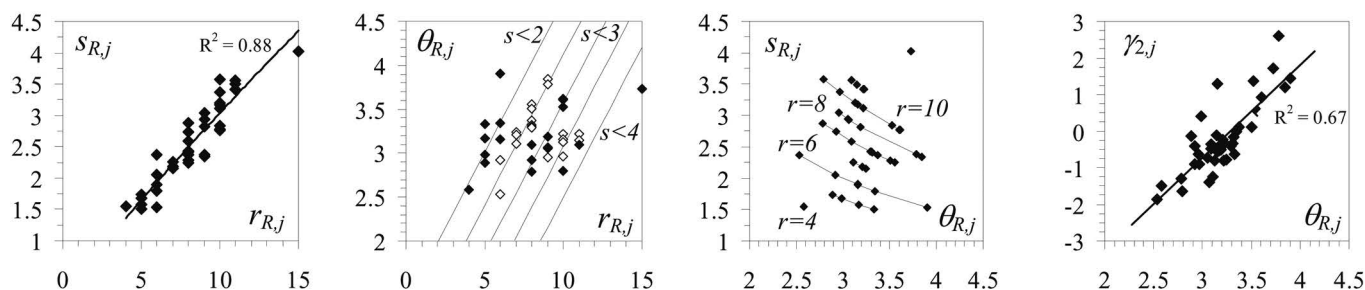 4.5
4
3.5
3
2.5
2
1.5
1
0 5 10 15
s_{R,j}
R² = 0.88
r_{R,j}
4.5
4
3.5
3
2.5
2
0 5 10 15
θ_{R,j}
s<2
s<3
s<4
r_{R,j}
4.5
4
3.5
3
2.5
2
1.5
1
2 2.5 3 3.5 4 4.5
s_{R,j}
r=8
r=10
r=6
r=4
θ_{R,j}
3
2
1
0
-1
-2
-3
2 2.5 3 3.5 4 4.5
γ_{2,j}
R² = 0.67
θ_{R,j}